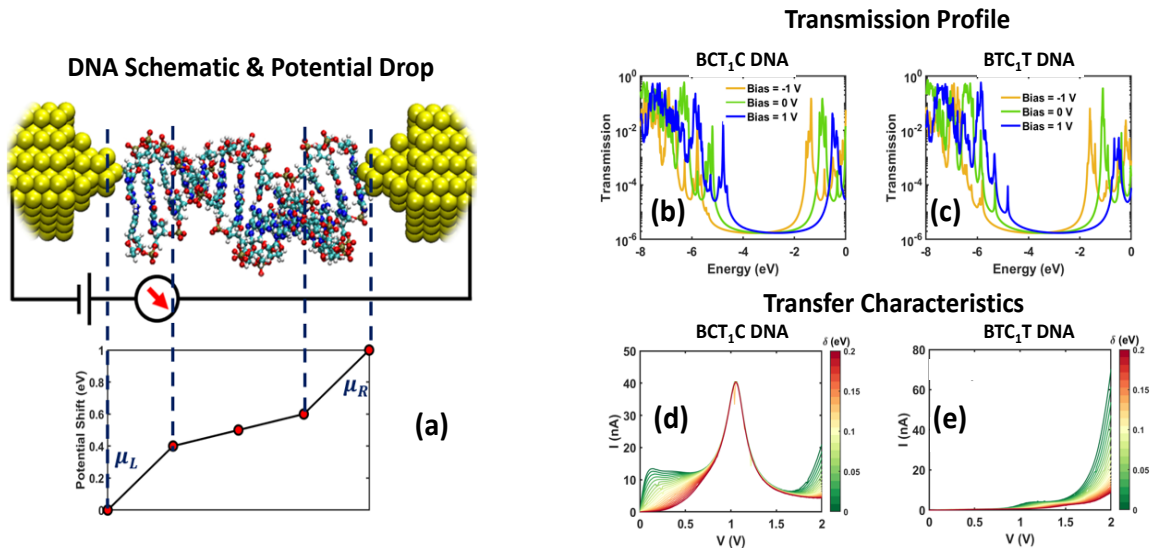 Transmission Profile
DNA Schematic & Potential Drop
BCT₁C DNA
BTC₁T DNA
10⁰
10⁻²
10⁻⁴
10⁻⁶
Transmission
Bias = -1 V
Bias = 0 V
Bias = 1 V
(b)
-8
-6
-4
-2
0
Energy (eV)
10⁰
10⁻²
10⁻⁴
10⁻⁶
Transmission
Bias = -1 V
Bias = 0 V
Bias = 1 V
(c)
-8
-6
-4
-2
0
Energy (eV)
1
0.8
0.6
0.4
0.2
0
Potential Shift (eV)
μL
μR
(a)
Transfer Characteristics
BCT₁C DNA
BTC₁T DNA
δ (eV)
50
40
30
20
10
0
I (nA)
(d)
0
0.5
1
1.5
2
V (V)
0.2
0.15
0.1
0.05
0
δ (eV)
80
60
40
20
0
I (nA)
(e)
0
0.5
1
1.5
2
V (V)
0.2
0.15
0.1
0.05
0